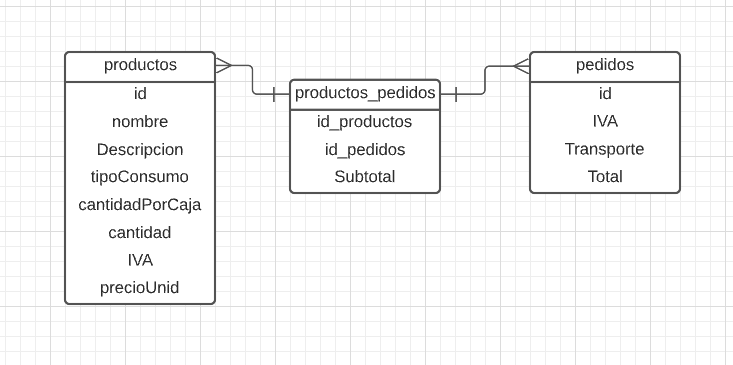 productos
id
nombre
Descripcion
tipoConsumo
cantidadPorCaja
cantidad
IVA
precioUnid
productos_pedidos
id_productos
id_pedidos
Subtotal
pedidos
id
IVA
Transporte
Total